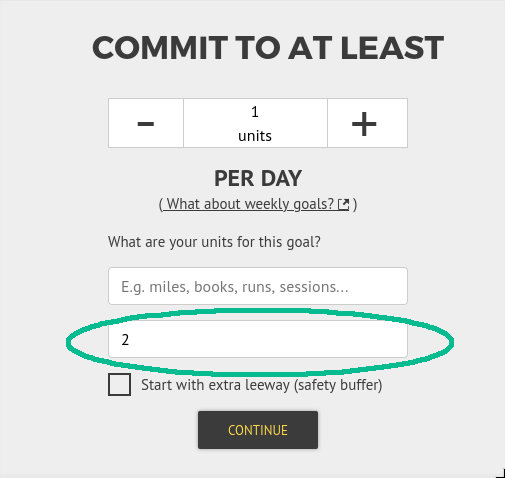 COMMIT TO AT LEAST
- 1 +
units
PER DAY
( What about weekly goals? )
What are your units for this goal?
E.g. miles, books, runs, sessions...
2
Start with extra leeway (safety buffer)
CONTINUE